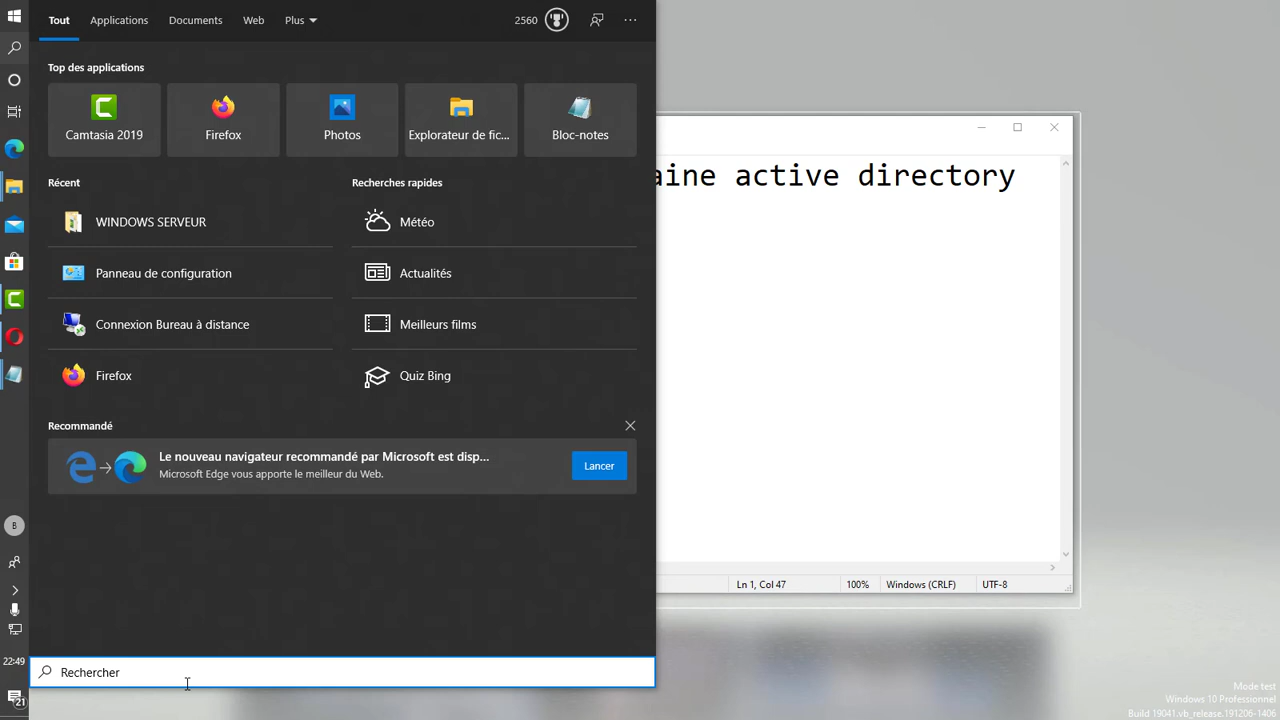 Tout Applications Documents Web Plus 2560 ...
Top des applications
Camtasia 2019 Firefox Photos Explorateur de fic... Bloc-notes
Récent Recherches rapides
WINDOWS SERVEUR Météo
Panneau de configuration Actualités
Connexion Bureau à distance Meilleurs films
Firefox Quiz Bing
Recommandé
Le nouveau navigateur recommandé par Microsoft est disp...
Microsoft Edge vous apporte le meilleur du Web.
Lancer
active directory
Ln 1, Col 47 100% Windows (CRLF) UTF-8
B
22:49
21
Rechercher
Mode test
Windows 10 Professionnel
Build 19041.vb_release.191206-1406